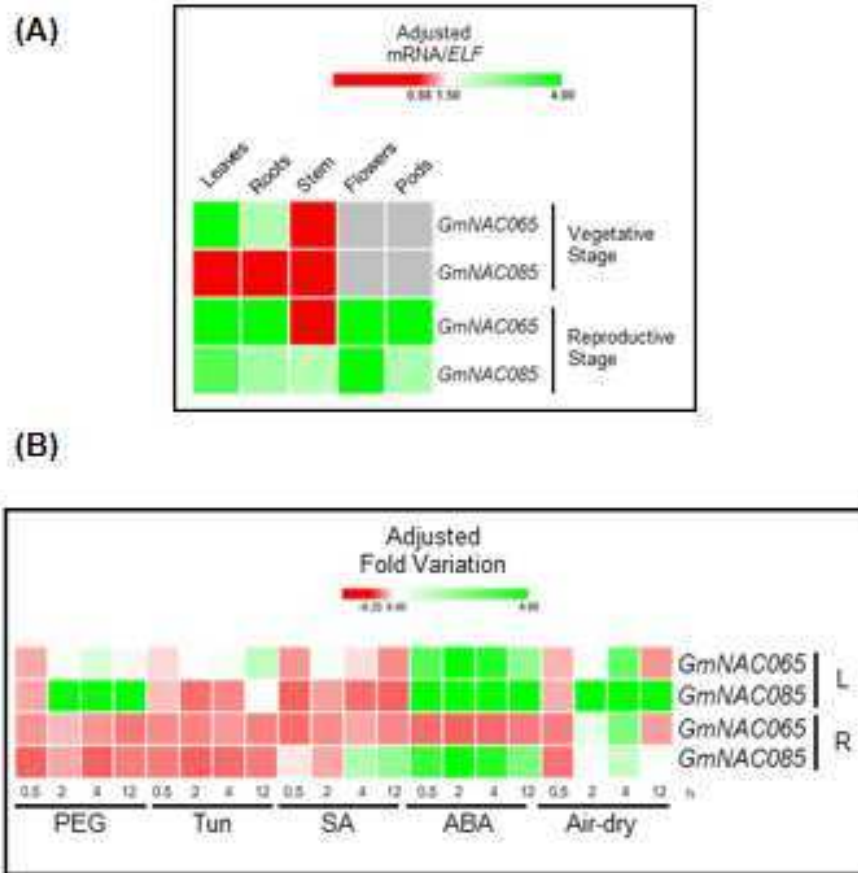 (A)
Adjusted
mRNA/ELF
4.00
Leaves Roots Stem Flowers Pods
GmNAC065
GmNAC085
Vegetative
Stage
GmNAC065
GmNAC085
Reproductive
Stage
(B)
Adjusted
Fold Variation
4.00
GmNAC065
GmNAC085
L
GmNAC065
GmNAC085
R
0.5 2 4 12 0.5 2 4 12 0.5 2 4 12 0.5 2 4 12 0.5 2 4 12 h
PEG Tun SA ABA Air-dry